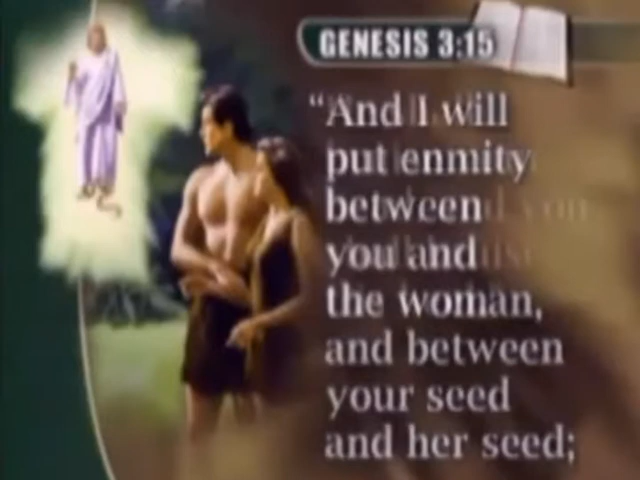 GENESIS 3:15
“And I will
put enmity
between
you and
the woman,
and between
your seed
and her seed;